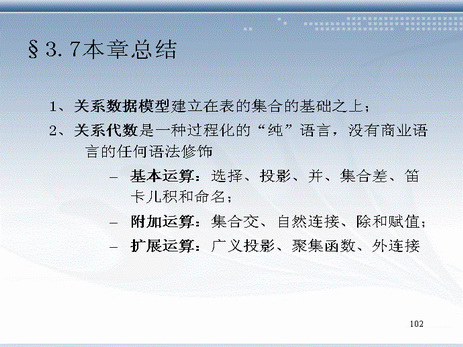 §3.7本章总结
1、关系数据模型建立在表的集合的基础之上；
2、关系代数是一种过程化的“纯”语言，没有商业语
言的任何语法修饰
– 基本运算：选择、投影、并、集合差、笛
卡儿积和命名；
– 附加运算：集合交、自然连接、除和赋值；
– 扩展运算：广义投影、聚集函数、外连接
102